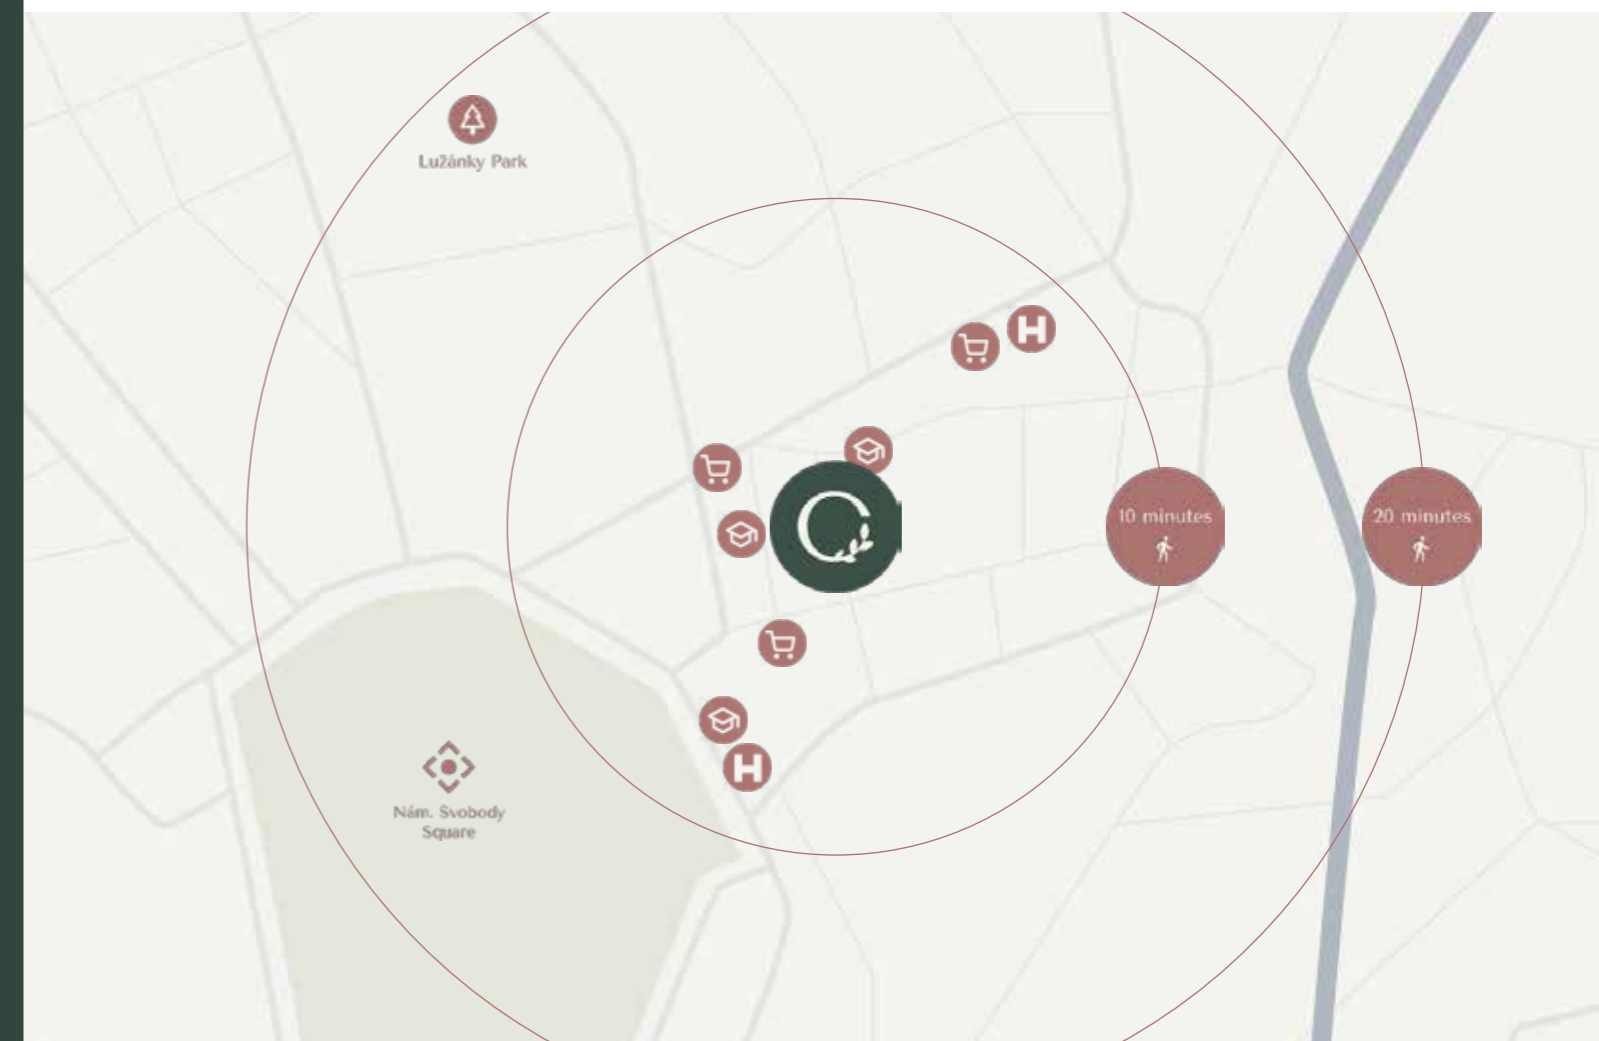 Lužánky Park
H
10 minutes
20 minutes
H
Nám. Svobody
Square